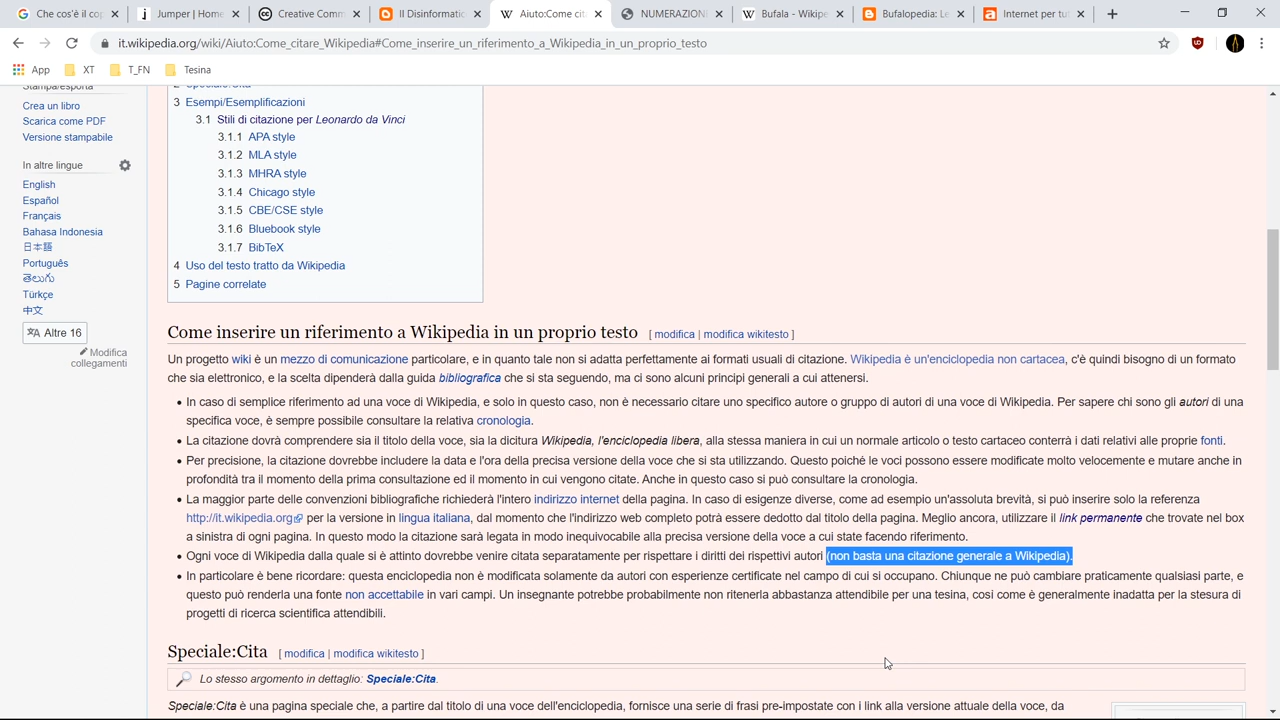 Che cos'è il cop
Jumper | Home
Creative Comm
Il Disinformatic
Aiuto:Come cit
NUMERAZIONE
Bufala - Wikipe
Bufalopedia: Le
Internet per tut
it.wikipedia.org/wiki/Aiuto:Come_citare_Wikipedia#Come_inserire_un_riferimento_a_Wikipedia_in_un_proprio_testo
App XT T_FN Tesina
Stampa/esporta
Crea un libro
Scarica come PDF
Versione stampabile
In altre lingue
English
Español
Français
Bahasa Indonesia
日本語
Português
తెలుగు
Türkçe
中文
Altre 16
Modifica
collegamenti
2 Speciale:Cita
3 Esempi/Esemplificazioni
3.1 Stili di citazione per Leonardo da Vinci
3.1.1 APA style
3.1.2 MLA style
3.1.3 MHRA style
3.1.4 Chicago style
3.1.5 CBE/CSE style
3.1.6 Bluebook style
3.1.7 BibTeX
4 Uso del testo tratto da Wikipedia
5 Pagine correlate
Come inserire un riferimento a Wikipedia in un proprio testo [ modifica | modifica wikitesto ]
Un progetto wiki è un mezzo di comunicazione particolare, e in quanto tale non si adatta perfettamente ai formati usuali di citazione. Wikipedia è un'enciclopedia non cartacea, c'è quindi bisogno di un formato
che sia elettronico, e la scelta dipenderà dalla guida bibliografica che si sta seguendo, ma ci sono alcuni principi generali a cui attenersi.
• In caso di semplice riferimento ad una voce di Wikipedia, e solo in questo caso, non è necessario citare uno specifico autore o gruppo di autori di una voce di Wikipedia. Per sapere chi sono gli autori di una
specifica voce, è sempre possibile consultare la relativa cronologia.
• La citazione dovrà comprendere sia il titolo della voce, sia la dicitura Wikipedia, l'enciclopedia libera, alla stessa maniera in cui un normale articolo o testo cartaceo conterrà i dati relativi alle proprie fonti.
• Per precisione, la citazione dovrebbe includere la data e l'ora della precisa versione della voce che si sta utilizzando. Questo poiché le voci possono essere modificate molto velocemente e mutare anche in
profondità tra il momento della prima consultazione ed il momento in cui vengono citate. Anche in questo caso si può consultare la cronologia.
• La maggior parte delle convenzioni bibliografiche richiederà l'intero indirizzo internet della pagina. In caso di esigenze diverse, come ad esempio un'assoluta brevità, si può inserire solo la referenza
http://it.wikipedia.org per la versione in lingua italiana, dal momento che l'indirizzo web completo potrà essere dedotto dal titolo della pagina. Meglio ancora, utilizzare il link permanente che trovate nel box
a sinistra di ogni pagina. In questo modo la citazione sarà legata in modo inequivocabile alla precisa versione della voce a cui state facendo riferimento.
• Ogni voce di Wikipedia dalla quale si è attinto dovrebbe venire citata separatamente per rispettare i diritti dei rispettivi autori (non basta una citazione generale a Wikipedia).
• In particolare è bene ricordare: questa enciclopedia non è modificata solamente da autori con esperienze certificate nel campo di cui si occupano. Chiunque ne può cambiare praticamente qualsiasi parte, e
questo può renderla una fonte non accettabile in vari campi. Un insegnante potrebbe probabilmente non ritenerla abbastanza attendibile per una tesina, così come è generalmente inadatta per la stesura di
progetti di ricerca scientifica attendibili.
Speciale:Cita [ modifica | modifica wikitesto ]
Lo stesso argomento in dettaglio: Speciale:Cita.
Speciale:Cita è una pagina speciale che, a partire dal titolo di una voce dell'enciclopedia, fornisce una serie di frasi pre-impostate con i link alla versione attuale della voce, da